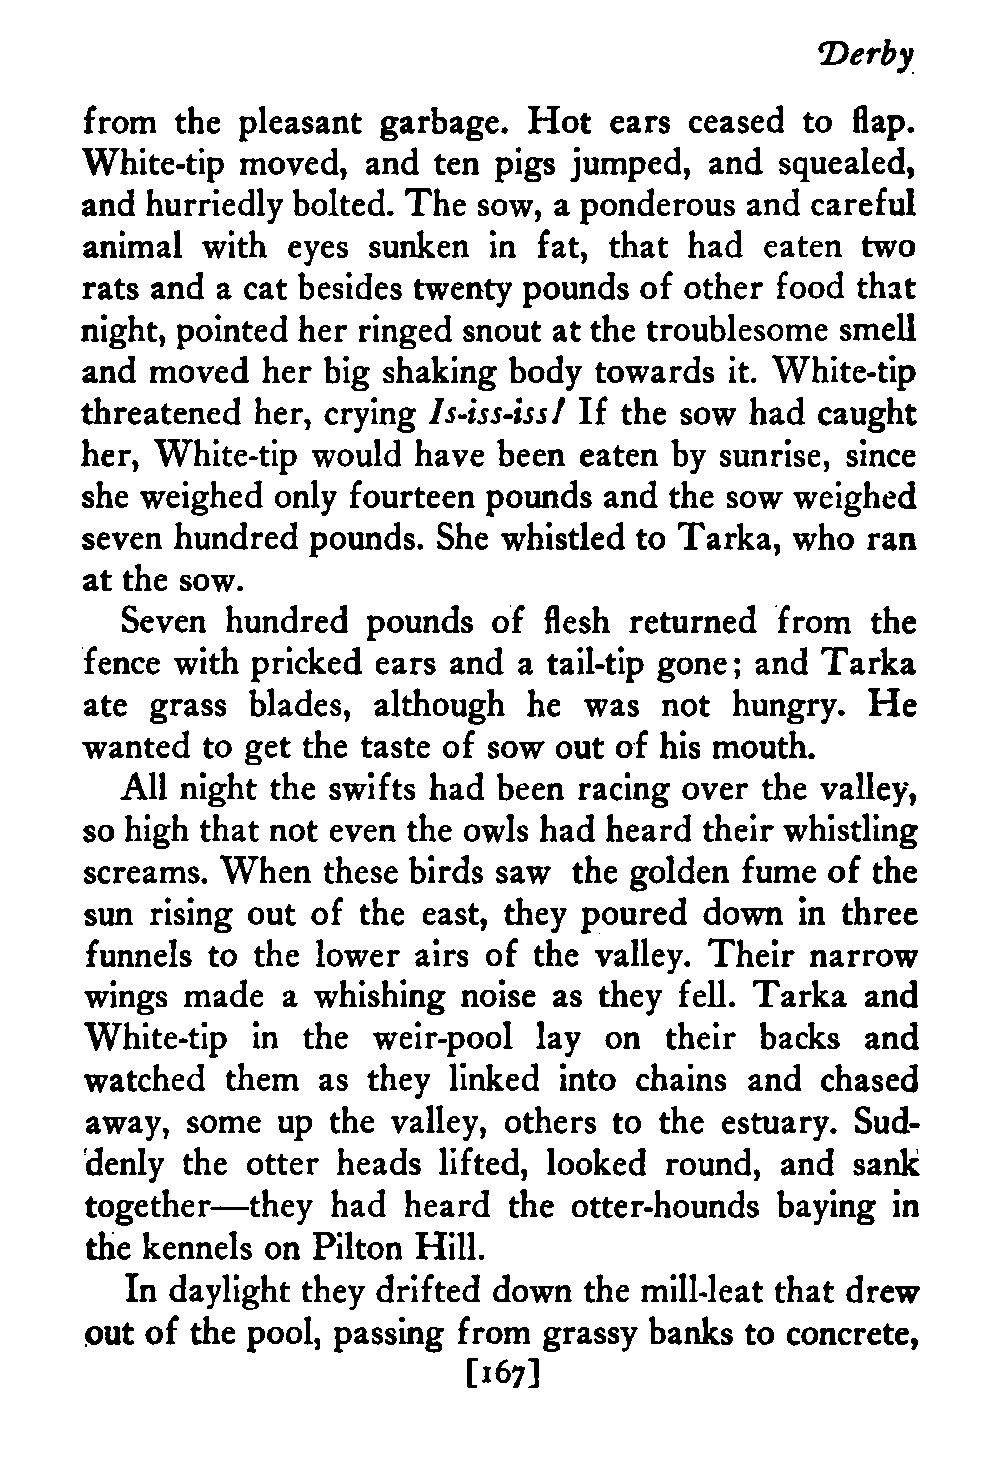 Derby
from the pleasant garbage. Hot ears ceased to flap.
White-tip moved, and ten pigs jumped, and squealed,
and hurriedly bolted. The sow, a ponderous and careful
animal with eyes sunken in fat, that had eaten two
rats and a cat besides twenty pounds of other food that
night, pointed her ringed snout at the troublesome smell
and moved her big shaking body towards it. White-tip
threatened her, crying Is-iss-iss! If the sow had caught
her, White-tip would have been eaten by sunrise, since
she weighed only fourteen pounds and the sow weighed
seven hundred pounds. She whistled to Tarka, who ran
at the sow.
Seven hundred pounds of flesh returned from the
fence with pricked ears and a tail-tip gone; and Tarka
ate grass blades, although he was not hungry. He
wanted to get the taste of sow out of his mouth.
All night the swifts had been racing over the valley,
so high that not even the owls had heard their whistling
screams. When these birds saw the golden fume of the
sun rising out of the east, they poured down in three
funnels to the lower airs of the valley. Their narrow
wings made a whishing noise as they fell. Tarka and
White-tip in the weir-pool lay on their backs and
watched them as they linked into chains and chased
away, some up the valley, others to the estuary. Sud-
denly the otter heads lifted, looked round, and sank
together—they had heard the otter-hounds baying in
the kennels on Pilton Hill.
In daylight they drifted down the mill-leat that drew
out of the pool, passing from grassy banks to concrete,
[167]